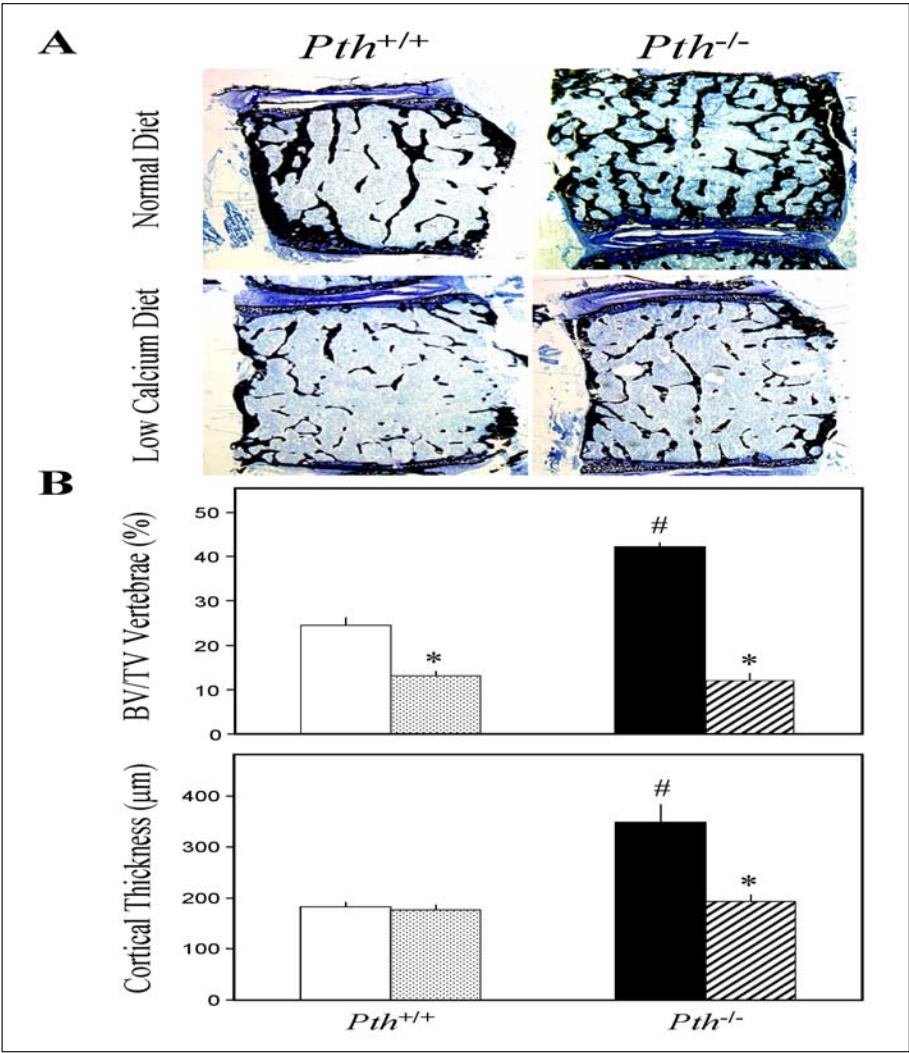 A
Pth+/+ Pth-/-
Normal Diet
Low Calcium Diet
B
BV/TV Vertebrae (%)
50
40
30
20
10
0
*
#
*
Cortical Thickness (µm)
400
300
200
100
0
#
*
Pth+/+ Pth-/-